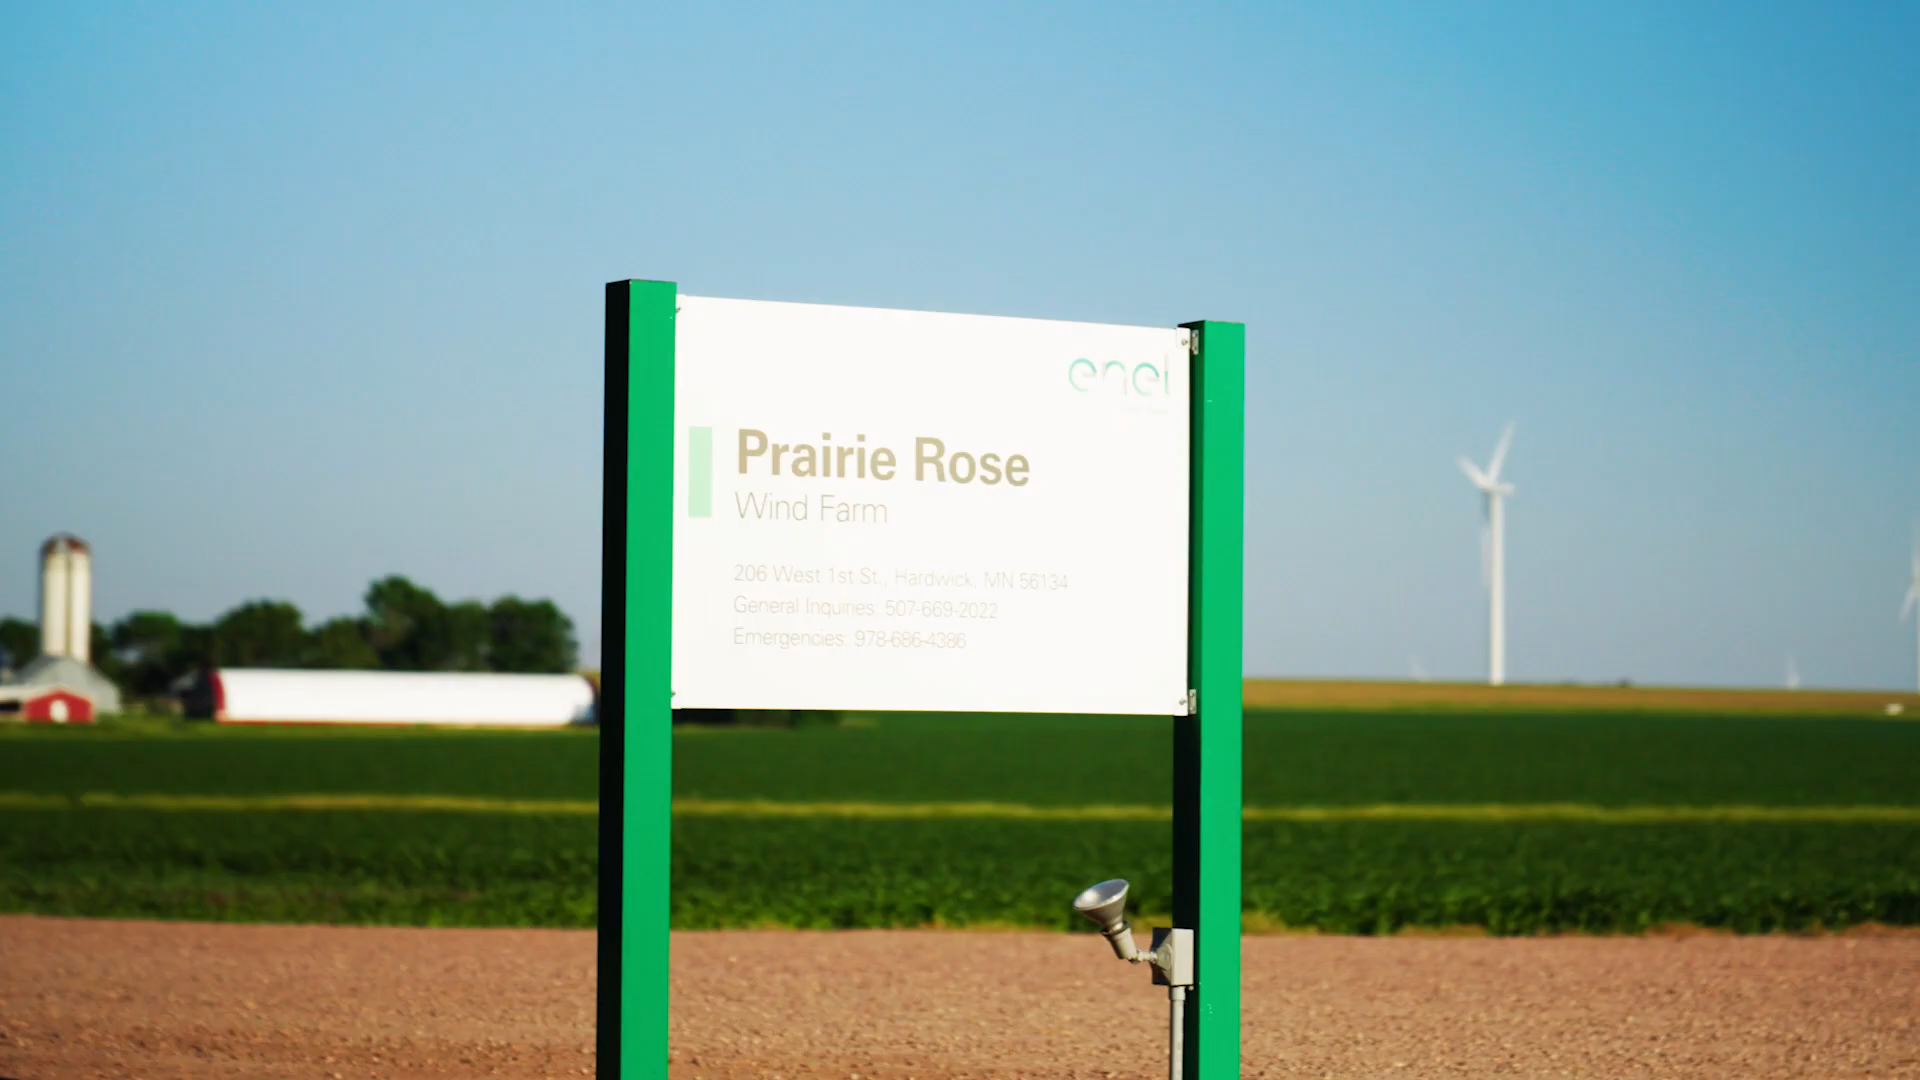 enel
Prairie Rose
Wind Farm
206 West 1st St., Hardwick, MN 56134
General Inquiries: 507-669-2022
Emergencies: 978-686-4386